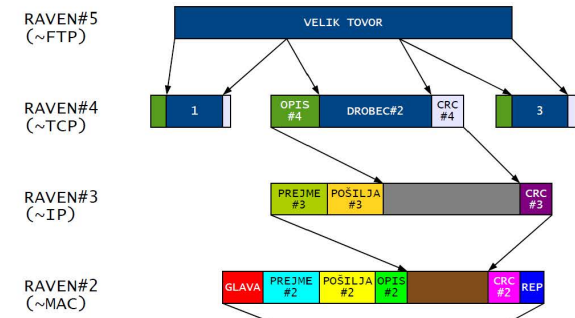 RAVEN#5
(~FTP)
VELIK TOVOR
RAVEN#4
(~TCP)
1
OPIS
#4
DROBEC#2
CRC
#4
3
RAVEN#3
(~IP)
PREJME
#3
POŠILJA
#3
CRC
#3
RAVEN#2
(~MAC)
GLAVA
PREJME
#2
POŠILJA
#2
OPIS
#2
CRC
#2
REP